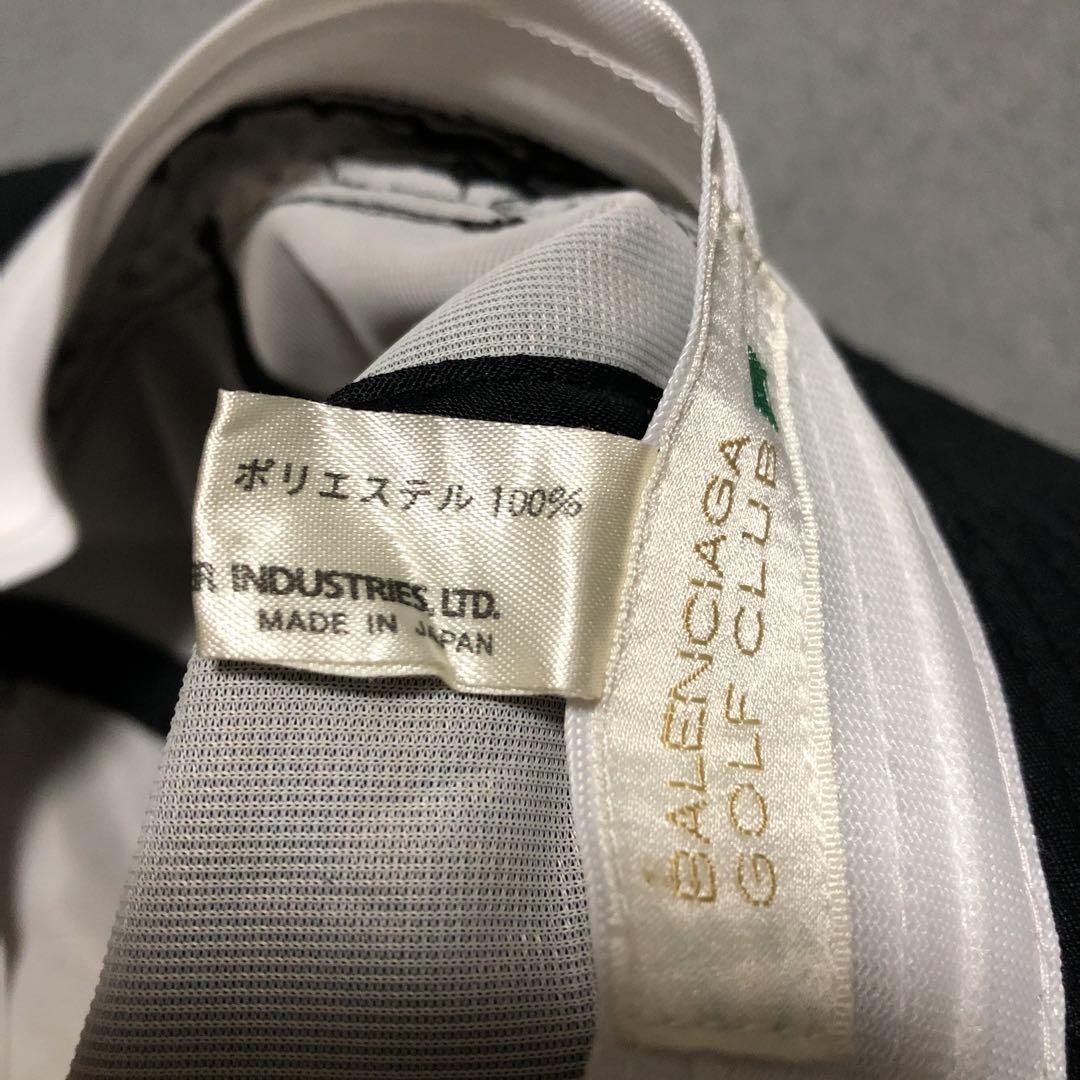 ポリエステル 100%
INDUSTRIES, LTD.
MADE IN JAPAN
BALENCIAGA
GOLF CLUB